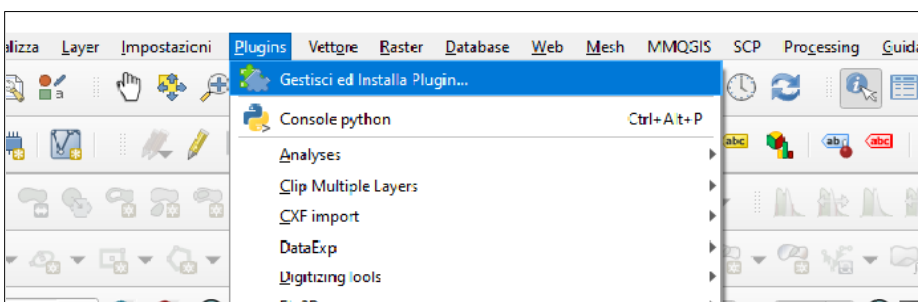 alizza Layer Impostazioni Plugins Vettore Raster Database Web Mesh MMQGIS SCP Processing Guida
Gestisci ed Installa Plugin...
Console python Ctrl+Alt+P
Analyses
Clip Multiple Layers
CXF import
DataExp
Digitizing Tools
a
abc
ab
abc